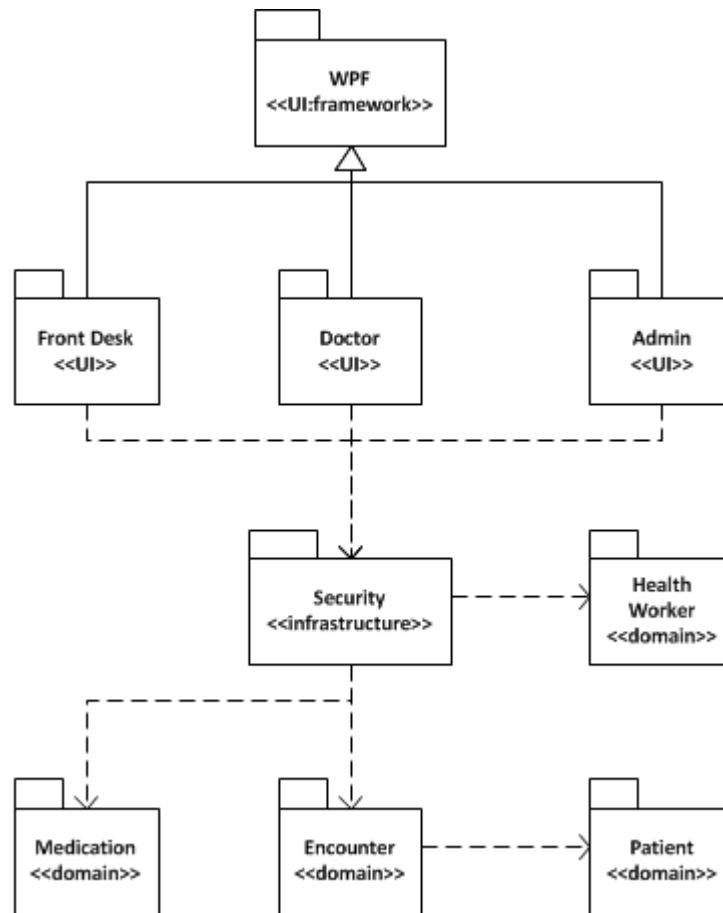 WPF
<<UI:framework>>
Front Desk
<<UI>>
Doctor
<<UI>>
Admin
<<UI>>
Security
<<infrastructure>>
Health
Worker
<<domain>>
Medication
<<domain>>
Encounter
<<domain>>
Patient
<<domain>>